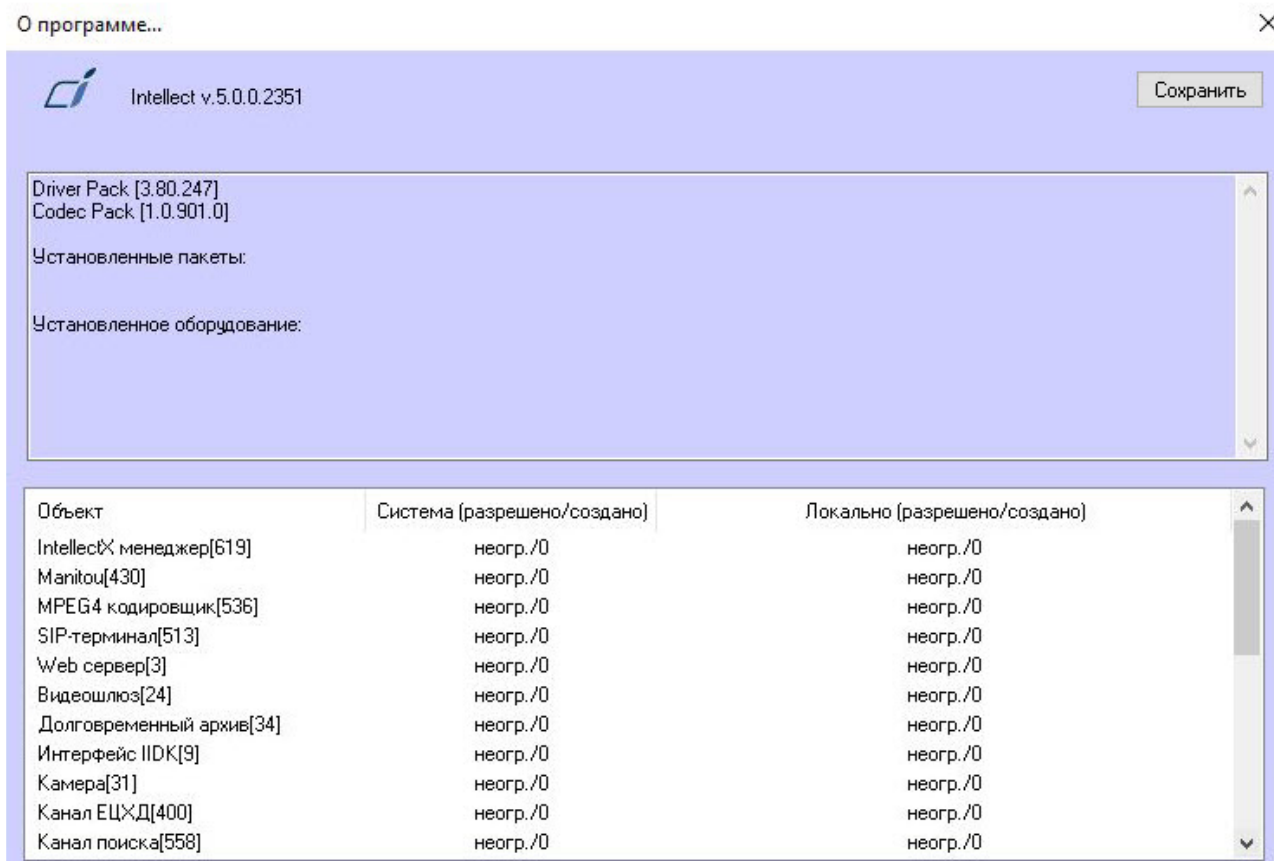 О программе...
Intellect v.5.0.0.2351
Сохранить
Driver Pack [3.80.247]
Codec Pack [1.0.901.0]
Установленные пакеты:
Установленное оборудование:
Объект Система (разрешено/создано) Локально (разрешено/создано)
IntellectX менеджер[619] неогр./0 неогр./0
Manitou[430] неогр./0 неогр./0
MPEG4 кодировщик[536] неогр./0 неогр./0
SIP-терминал[513] неогр./0 неогр./0
Web сервер[3] неогр./0 неогр./0
Видеошлюз[24] неогр./0 неогр./0
Долговременный архив[34] неогр./0 неогр./0
Интерфейс IIDK[9] неогр./0 неогр./0
Камера[31] неогр./0 неогр./0
Канал ЕЦХД[400] неогр./0 неогр./0
Канал поиска[558] неогр./0 неогр./0